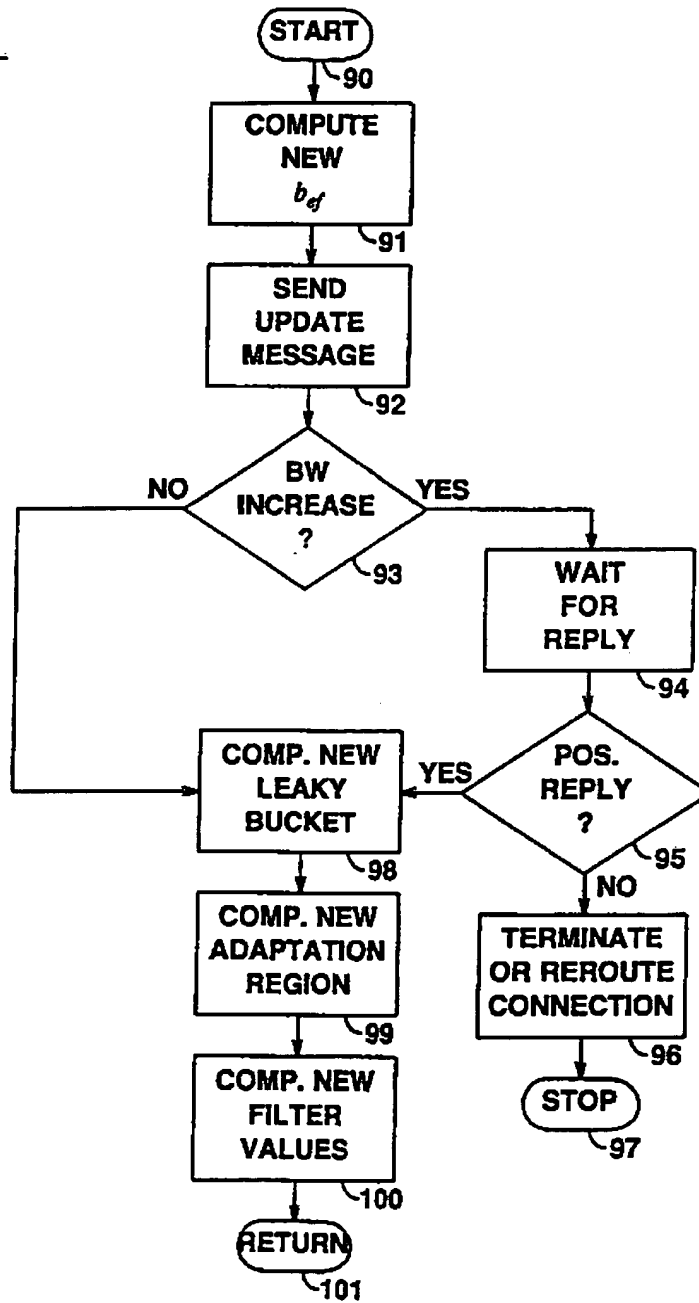 START
90
COMPUTE
NEW
b_ef
91
SEND
UPDATE
MESSAGE
92
BW
INCREASE
?
93
NO
YES
WAIT
FOR
REPLY
94
POS.
REPLY
?
95
YES
NO
TERMINATE
OR REROUTE
CONNECTION
96
STOP
97
COMP. NEW
LEAKY
BUCKET
98
COMP. NEW
ADAPTATION
REGION
99
COMP. NEW
FILTER
VALUES
100
RETURN
101